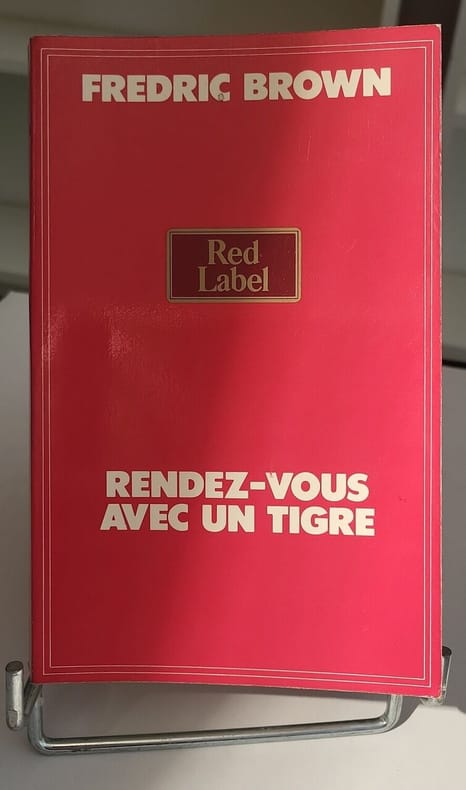 FREDRIC BROWN
Red
Label
RENDEZ-VOUS
AVEC UN TIGRE